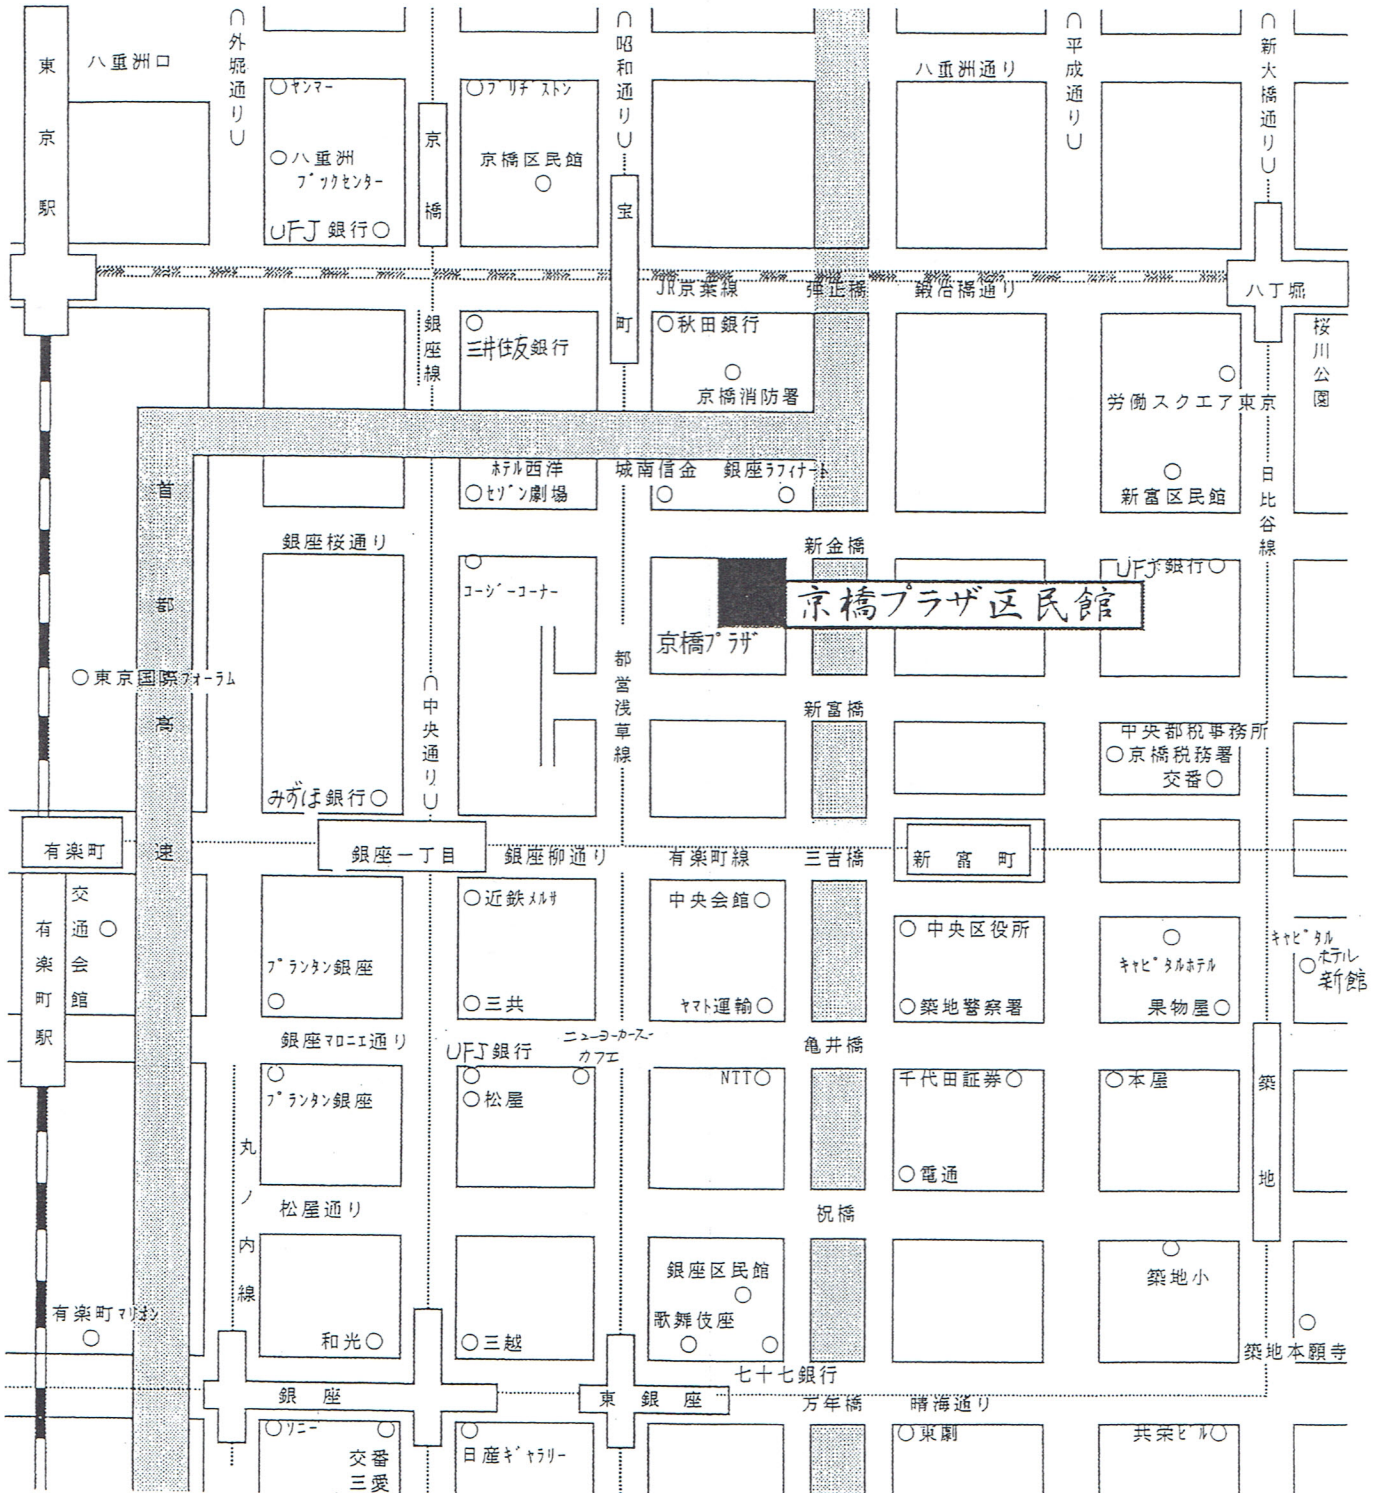 東京駅
八重洲口
∩外堀通り∪
∩昭和通り∪
∩平成通り∪
∩新大橋通り∪
八重洲通り
○ヤンマー
○八重洲
ブックセンター
UFJ銀行○
京橋
○ブリヂストン
京橋区民館
○
宝町
JR京葉線
弾正橋
鍛冶橋通り
八丁堀
銀座線
○
三井住友銀行
○秋田銀行
○
京橋消防署
桜川公園
○
労働スクエア東京
首都高速
ホテル西洋
○セゾン劇場
城南信金
○
銀座ラフィナート
○
○
新富区民館
日比谷線
銀座桜通り
新金橋
○
コージーコーナー
UFJ銀行○
京橋プラザ区民館
京橋プラザ
都営浅草線
○東京国際フォーラム
∩中央通り∪
新富橋
中央都税事務所
○京橋税務署
交番○
みずほ銀行○
有楽町
銀座一丁目
銀座柳通り
有楽町線
三吉橋
新富町
交通会館
○
有楽町駅
○近鉄メルサ
中央会館○
○中央区役所
○
キャピタルホテル
キャピタル
ホテル
○新館
プランタン銀座
○
○三共
ヤマト運輸○
○築地警察署
果物屋○
銀座マロニエ通り
UFJ銀行
○
ニューヨーカーズ
カフェ
○
亀井橋
○
プランタン銀座
○松屋
NTT○
千代田証券○
○本屋
築地
丸ノ内線
○電通
松屋通り
祝橋
銀座区民館
○
○
築地小
有楽町マリオン
○
和光○
○三越
歌舞伎座
○
○
七十七銀行
○
築地本願寺
銀座
東銀座
万年橋
晴海通り
○ソニー
○
交番
三愛
○
日産ギャラリー
○東劇
共栄ビル○